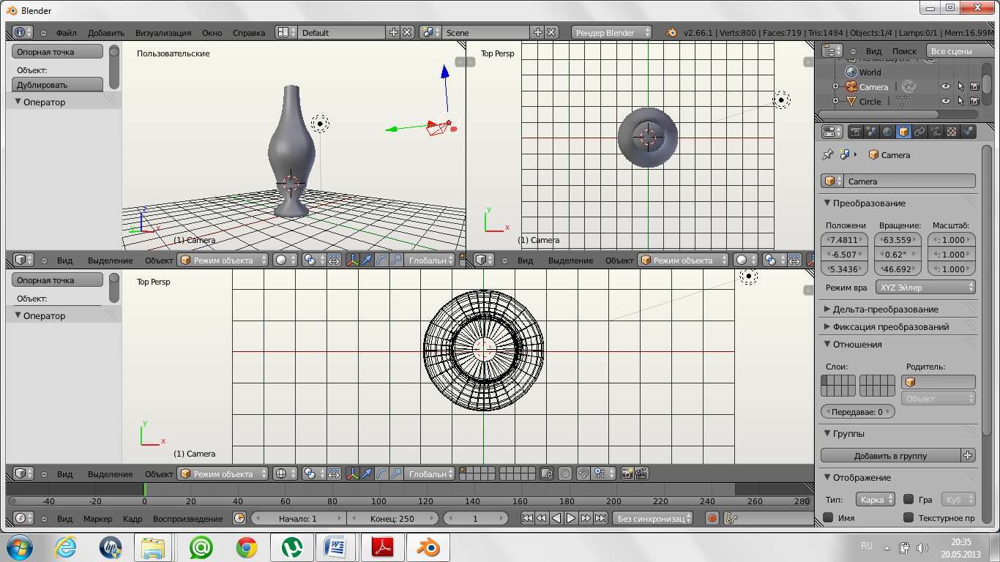 Blender
Файл Добавить Визуализация Окно Справка Default Scene Рендер Blender v2.66.1 | Verts:800 | Faces:719 | Tris:1494 | Objects:1/4 | Lamps:0/1 | Mem:16.99M
Опорная точка
Объект:
Дублировать
Оператор
Пользовательские
z
y x
(1) Camera
Top Persp
y
x
(1) Camera
Вид Поиск Все сцены
World
Camera
Circle
Вид Выделение Объект Режим объекта Глобальн
Вид Выделение Объект Режим объекта
Camera
Camera
Преобразование
Положени Вращение: Масштаб:
7.4811 63.559 : 1.000
-6.507 0.62° : 1.000
5.3436 46.692 : 1.000
Режим вра XYZ Эйлер
Дельта-преобразование
Фиксация преобразований
Отношения
Слои: Родитель:
Объект
Передавае: 0
Группы
Добавить в группу
Отображение
Тип: Карка Гра Куб
Имя Текстурное пр
Опорная точка
Объект:
Оператор
Top Persp
y
x
(1) Camera
Вид Выделение Объект Режим объекта Глобальн
-40 -20 0 20 40 60 80 100 120 140 160 180 200 220 240 260 280
Вид Маркер Кадр Воспроизведение Начало: 1 Конец: 250 1 Без синхронизац
RU 20:35
20.05.2013